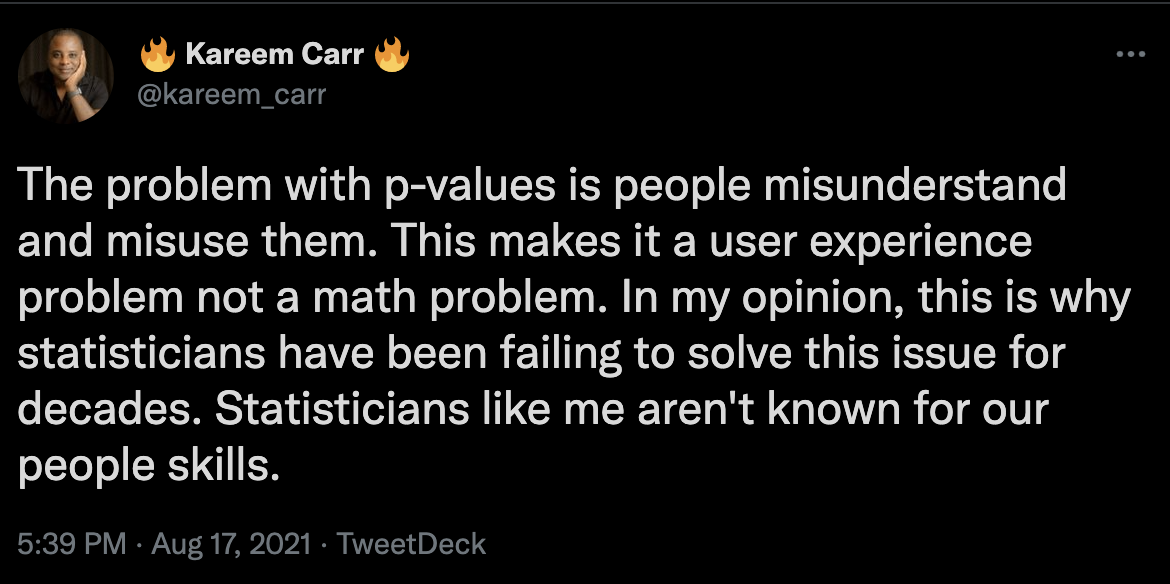 🔥 Kareem Carr 🔥
@kareem_carr
The problem with p-values is people misunderstand
and misuse them. This makes it a user experience
problem not a math problem. In my opinion, this is why
statisticians have been failing to solve this issue for
decades. Statisticians like me aren't known for our
people skills.
5:39 PM · Aug 17, 2021 · TweetDeck